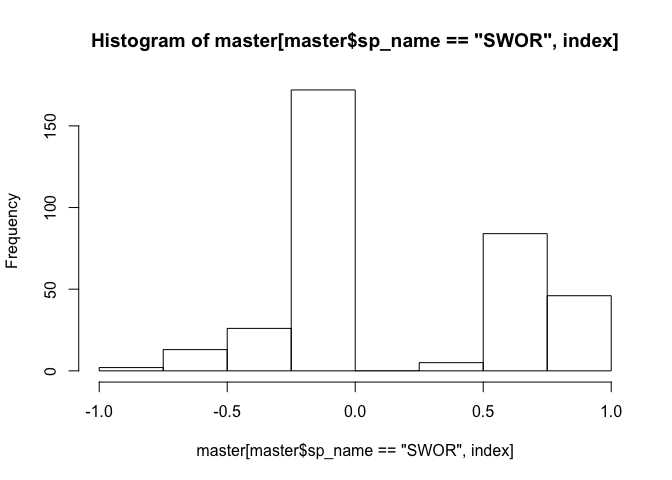 Histogram of master[master$sp_name == "SWOR", index]
Frequency
150
100
50
0
-1.0 -0.5 0.0 0.5 1.0
master[master$sp_name == "SWOR", index]